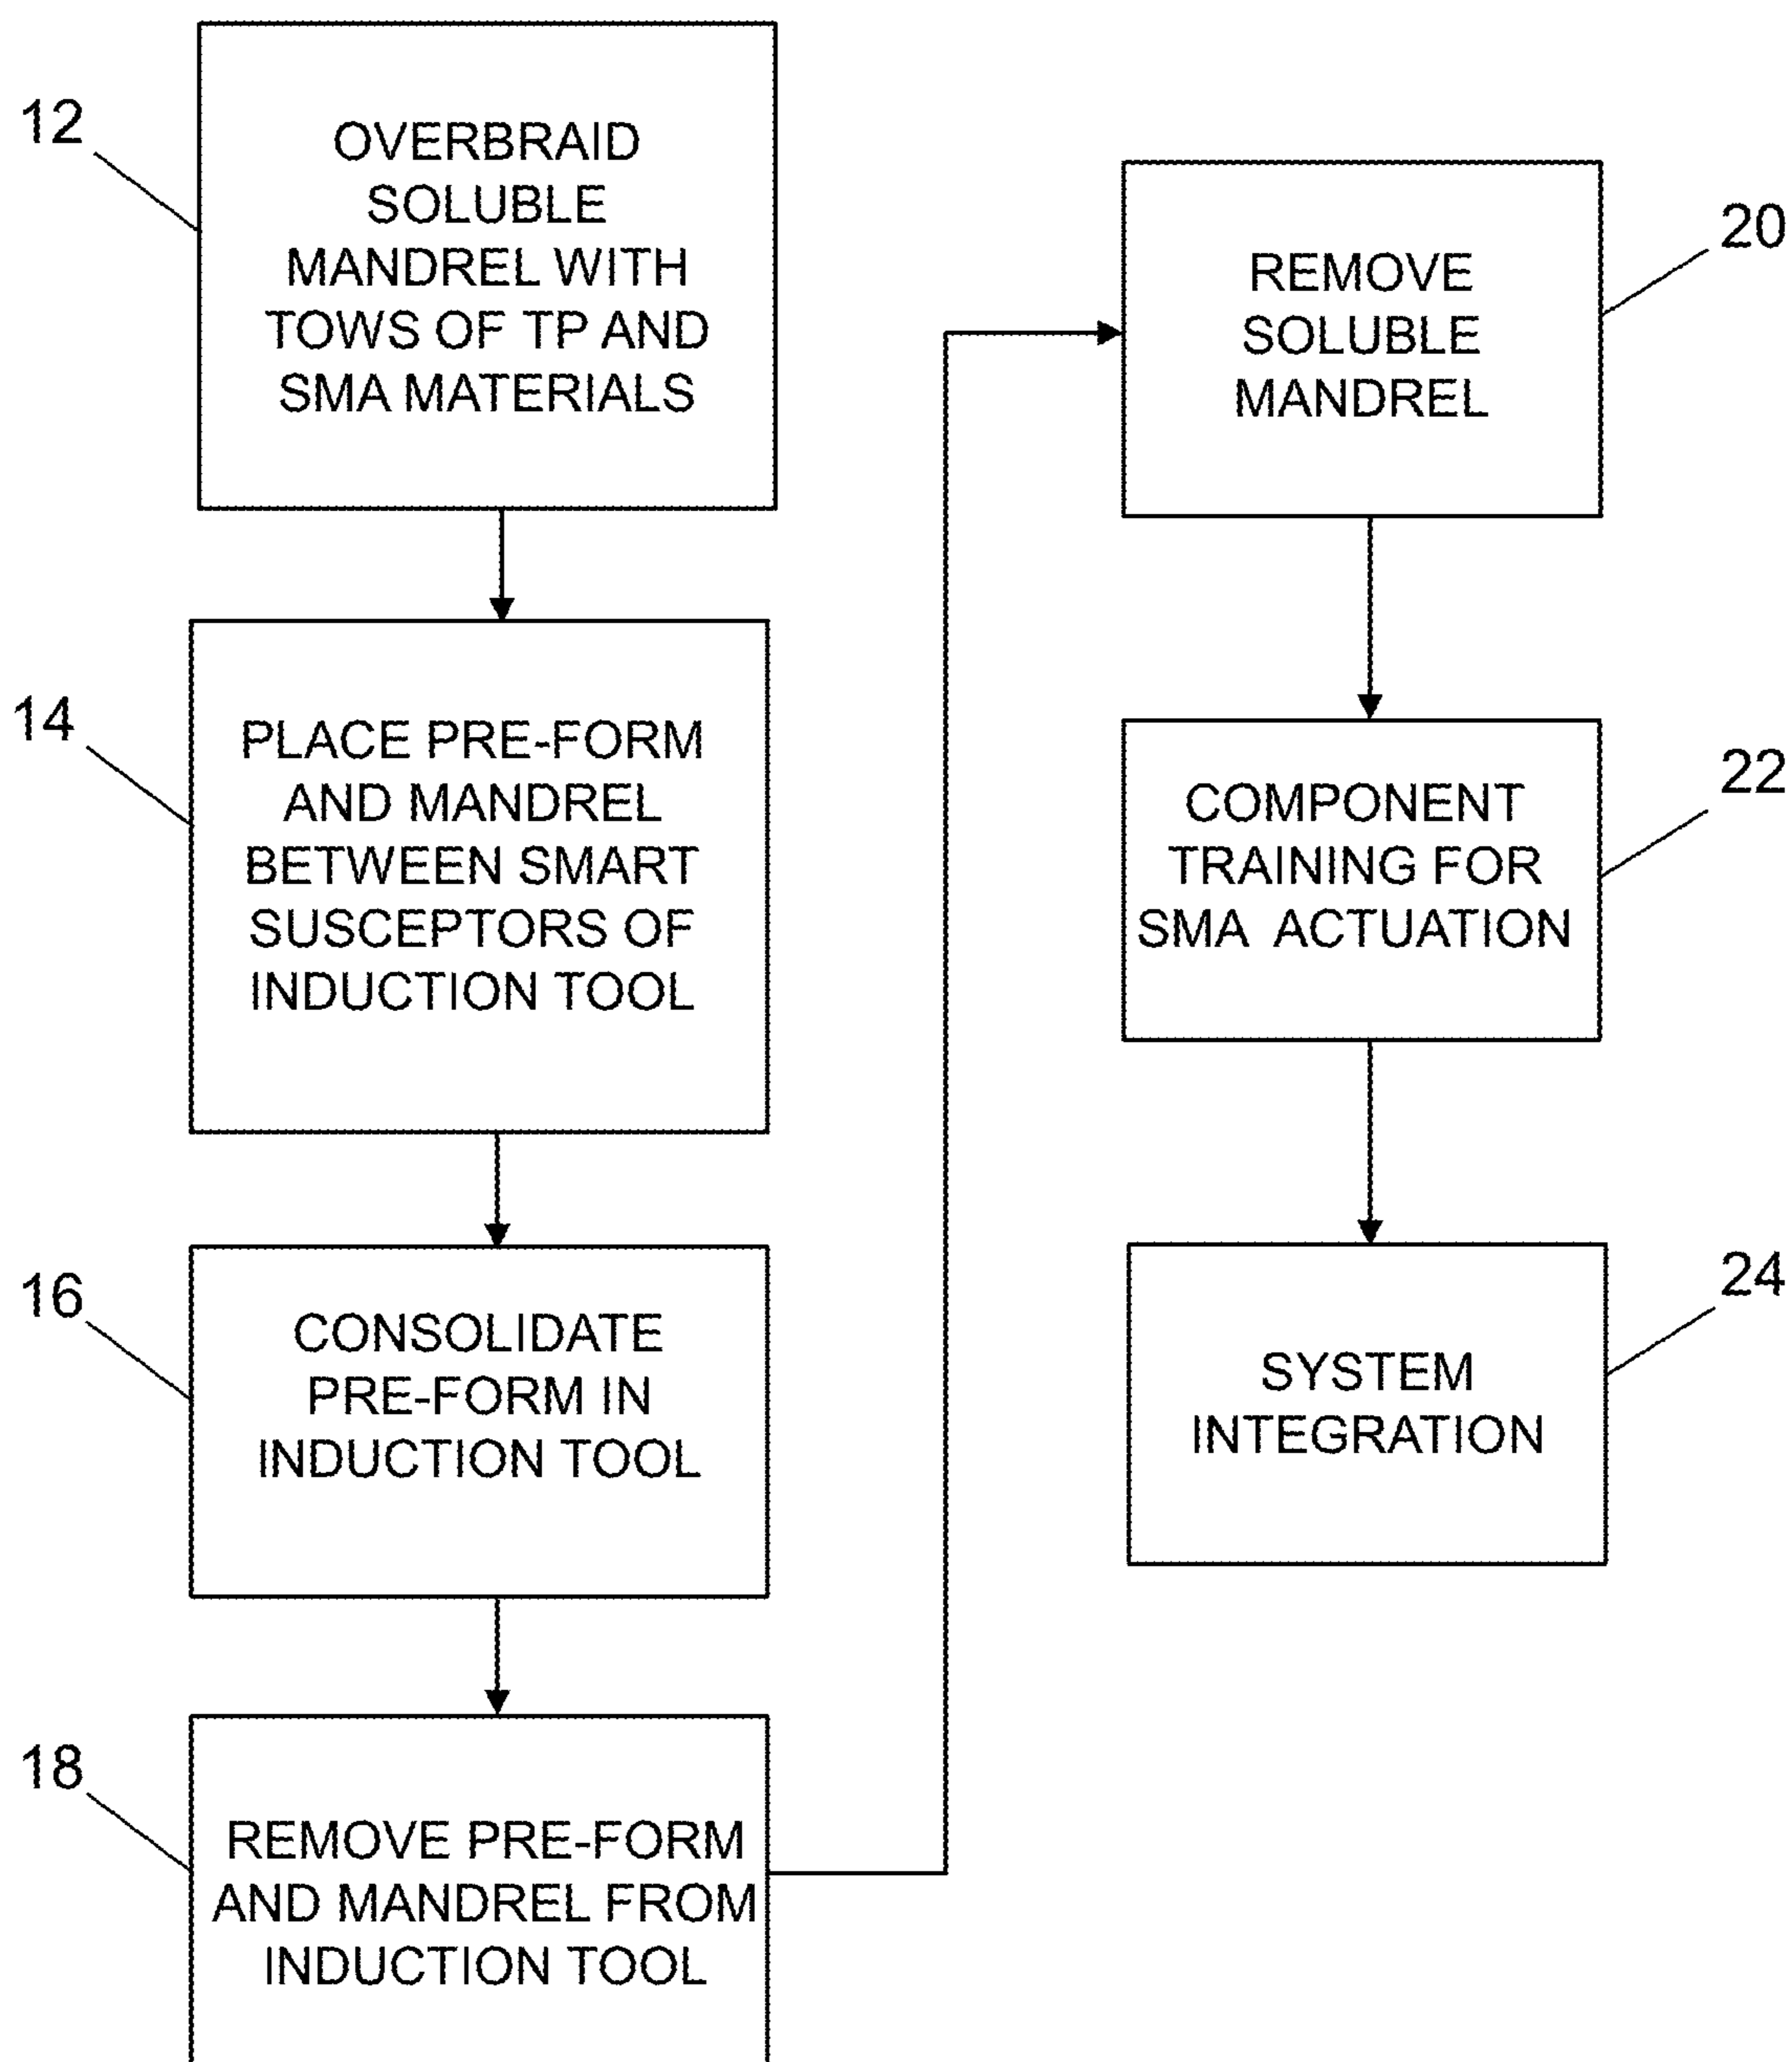 12
OVERBRAID
SOLUBLE
MANDREL WITH
TOWS OF TP AND
SMA MATERIALS
14
PLACE PRE-FORM
AND MANDREL
BETWEEN SMART
SUSCEPTORS OF
INDUCTION TOOL
16
CONSOLIDATE
PRE-FORM IN
INDUCTION TOOL
18
REMOVE PRE-FORM
AND MANDREL FROM
INDUCTION TOOL
20
REMOVE
SOLUBLE
MANDREL
22
COMPONENT
TRAINING FOR
SMA ACTUATION
24
SYSTEM
INTEGRATION